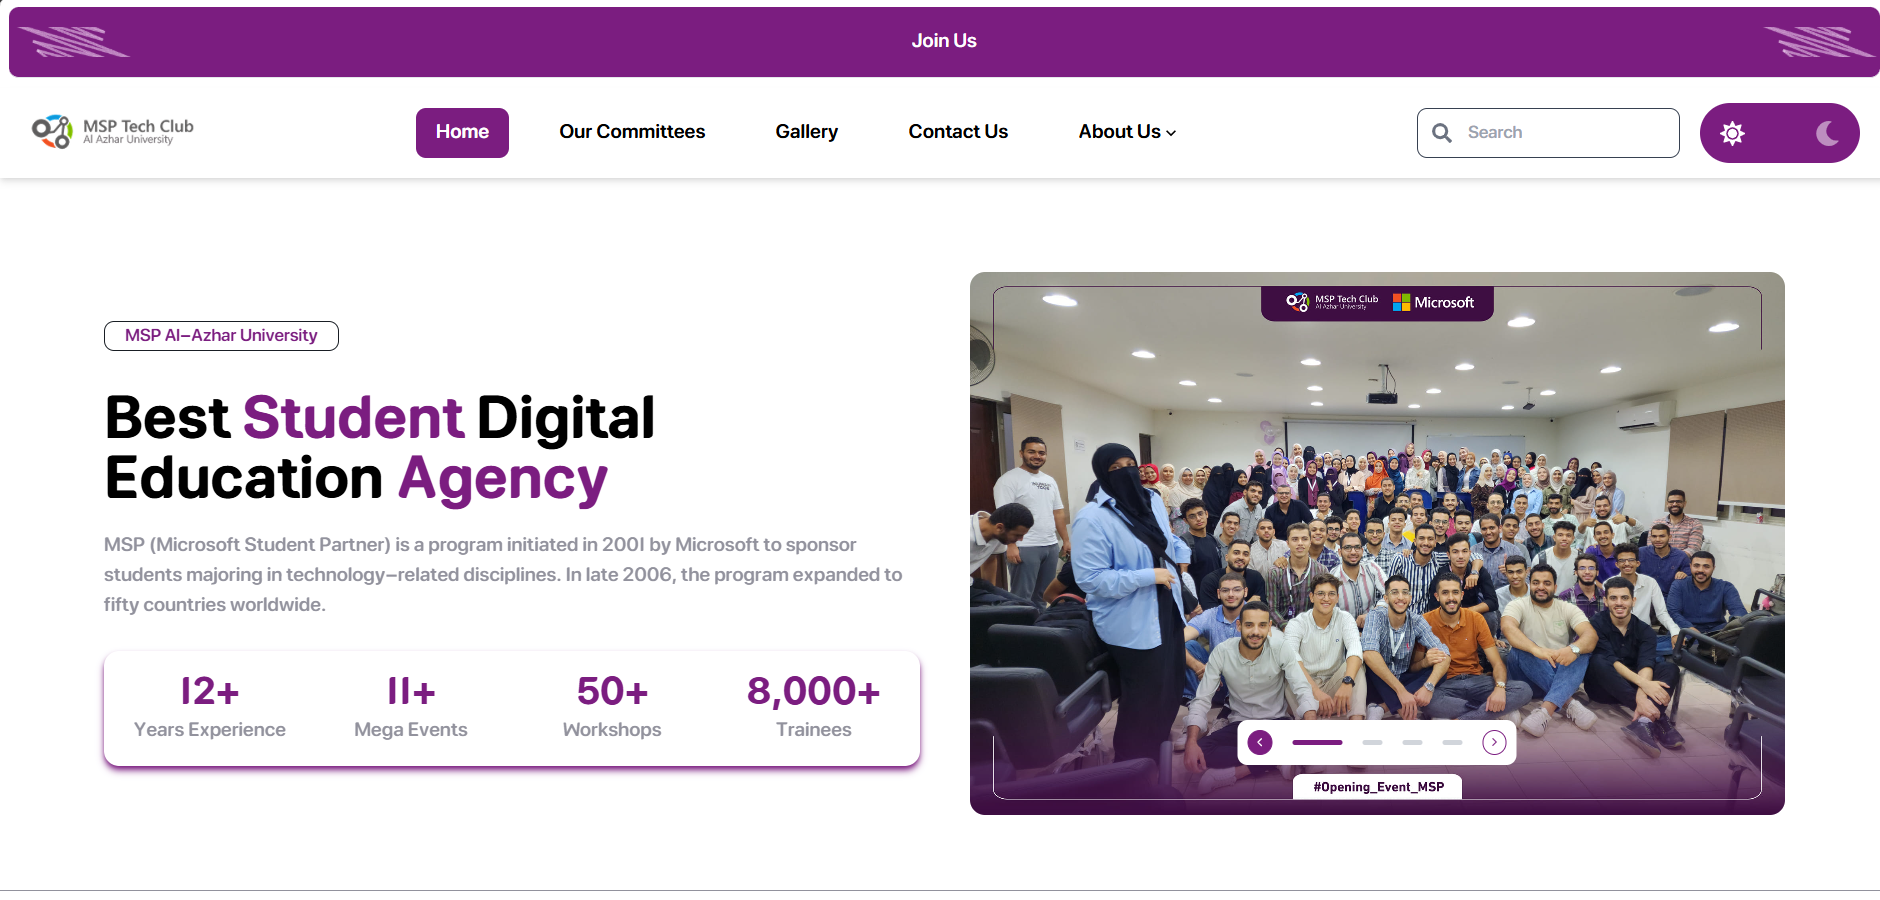 Join Us
MSP Tech Club
Al Azhar University
Home
Our Committees
Gallery
Contact Us
About Us
Search
MSP Al-Azhar University
Best Student Digital
Education Agency
MSP (Microsoft Student Partner) is a program initiated in 2001 by Microsoft to sponsor
students majoring in technology-related disciplines. In late 2006, the program expanded to
fifty countries worldwide.
12+
Years Experience
11+
Mega Events
50+
Workshops
8,000+
Trainees
MSP Tech Club
Al Azhar University
Microsoft
#Opening_Event_MSP